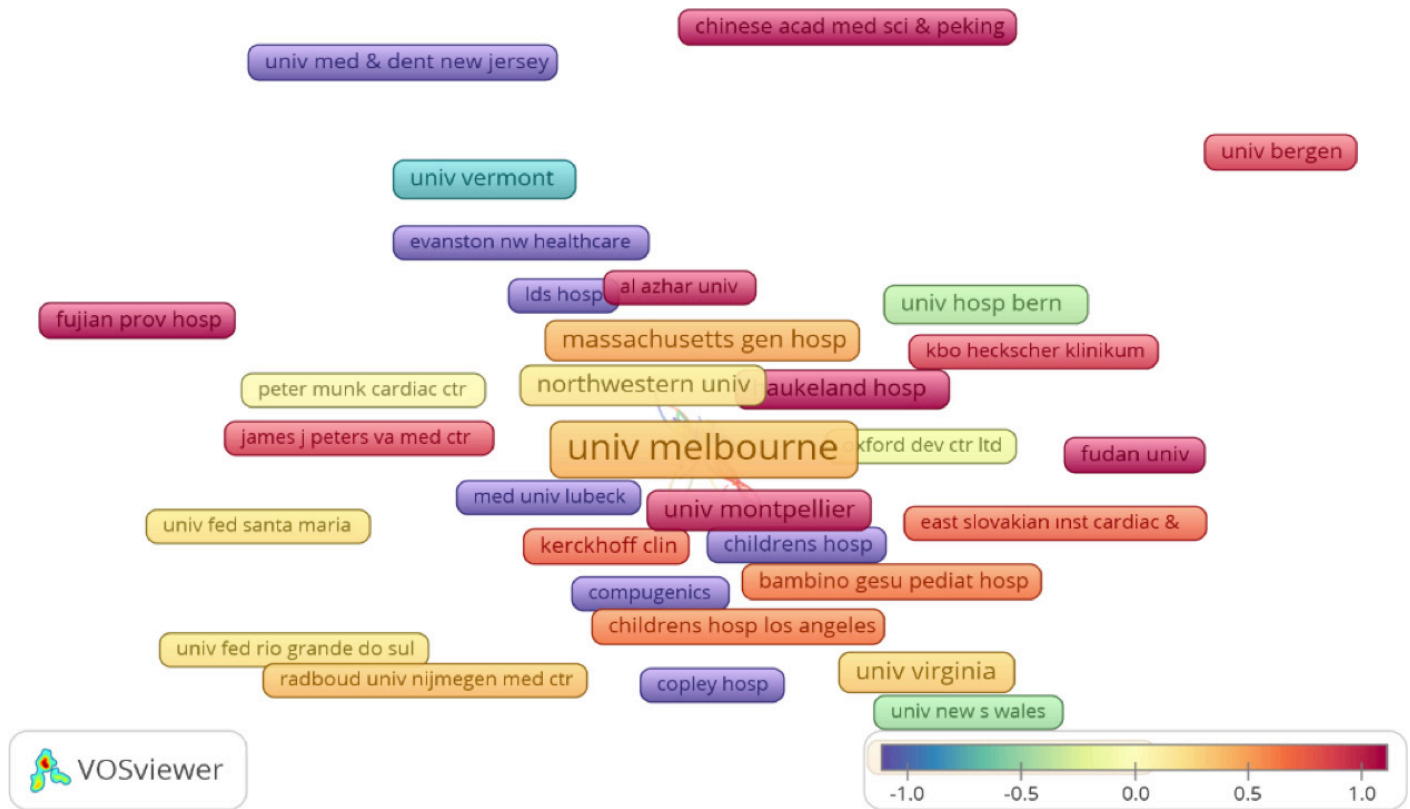 chinese acad med sci & peking
univ med & dent new jersey
univ bergen
univ vermont
evanston nw healthcare
lds hosp
al azhar univ
univ hosp bern
fujian prov hosp
massachusetts gen hosp
kbo heckscher klinikum
peter munk cardiac ctr
northwestern univ
haukeland hosp
james j peters va med ctr
univ melbourne
oxford dev ctr ltd
fudan univ
med univ lubeck
univ montpellier
univ fed santa maria
east slovakian ınst cardiac &
kerckhoff clin
childrens hosp
bambino gesu pediat hosp
compugenics
childrens hosp los angeles
univ fed rio grande do sul
radboud univ nijmegen med ctr
copley hosp
univ virginia
univ new s wales
VOSviewer
-1.0 -0.5 0.0 0.5 1.0